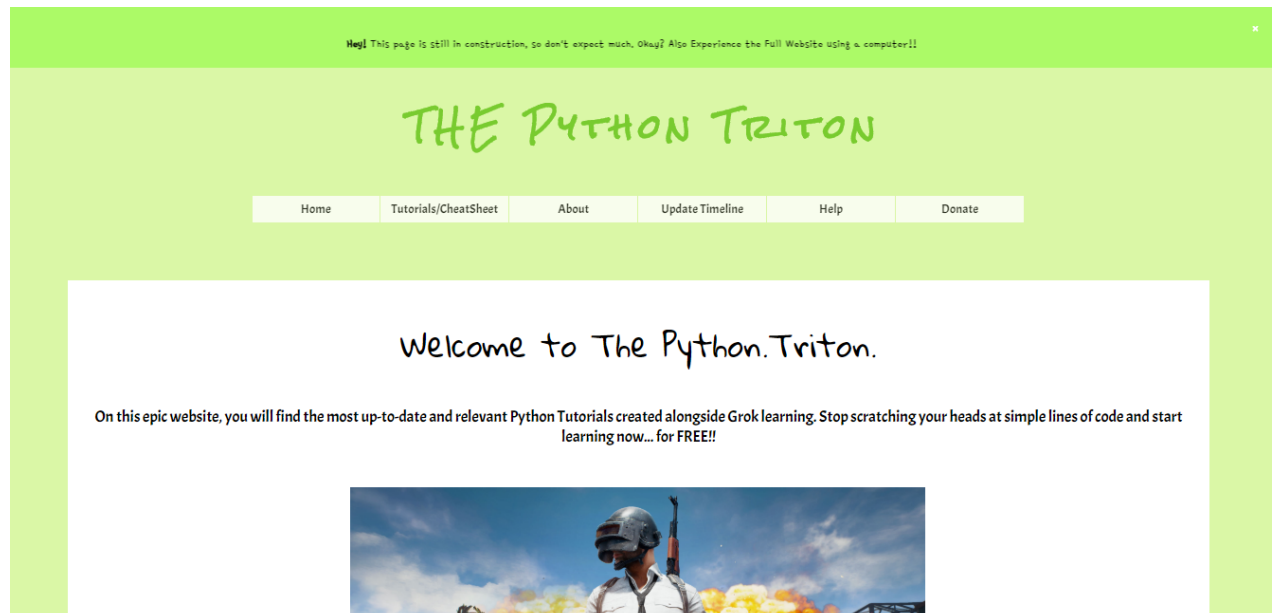 Hey! This page is still in construction, so don't expect much, Okay? Also Experience the Full Website using a computer!!
×
THE Python Triton
Home Tutorials/CheatSheet About Update Timeline Help Donate
Welcome to The Python.Triton.
On this epic website, you will find the most up-to-date and relevant Python Tutorials created alongside Grok learning. Stop scratching your heads at simple lines of code and start
learning now... for FREE!!